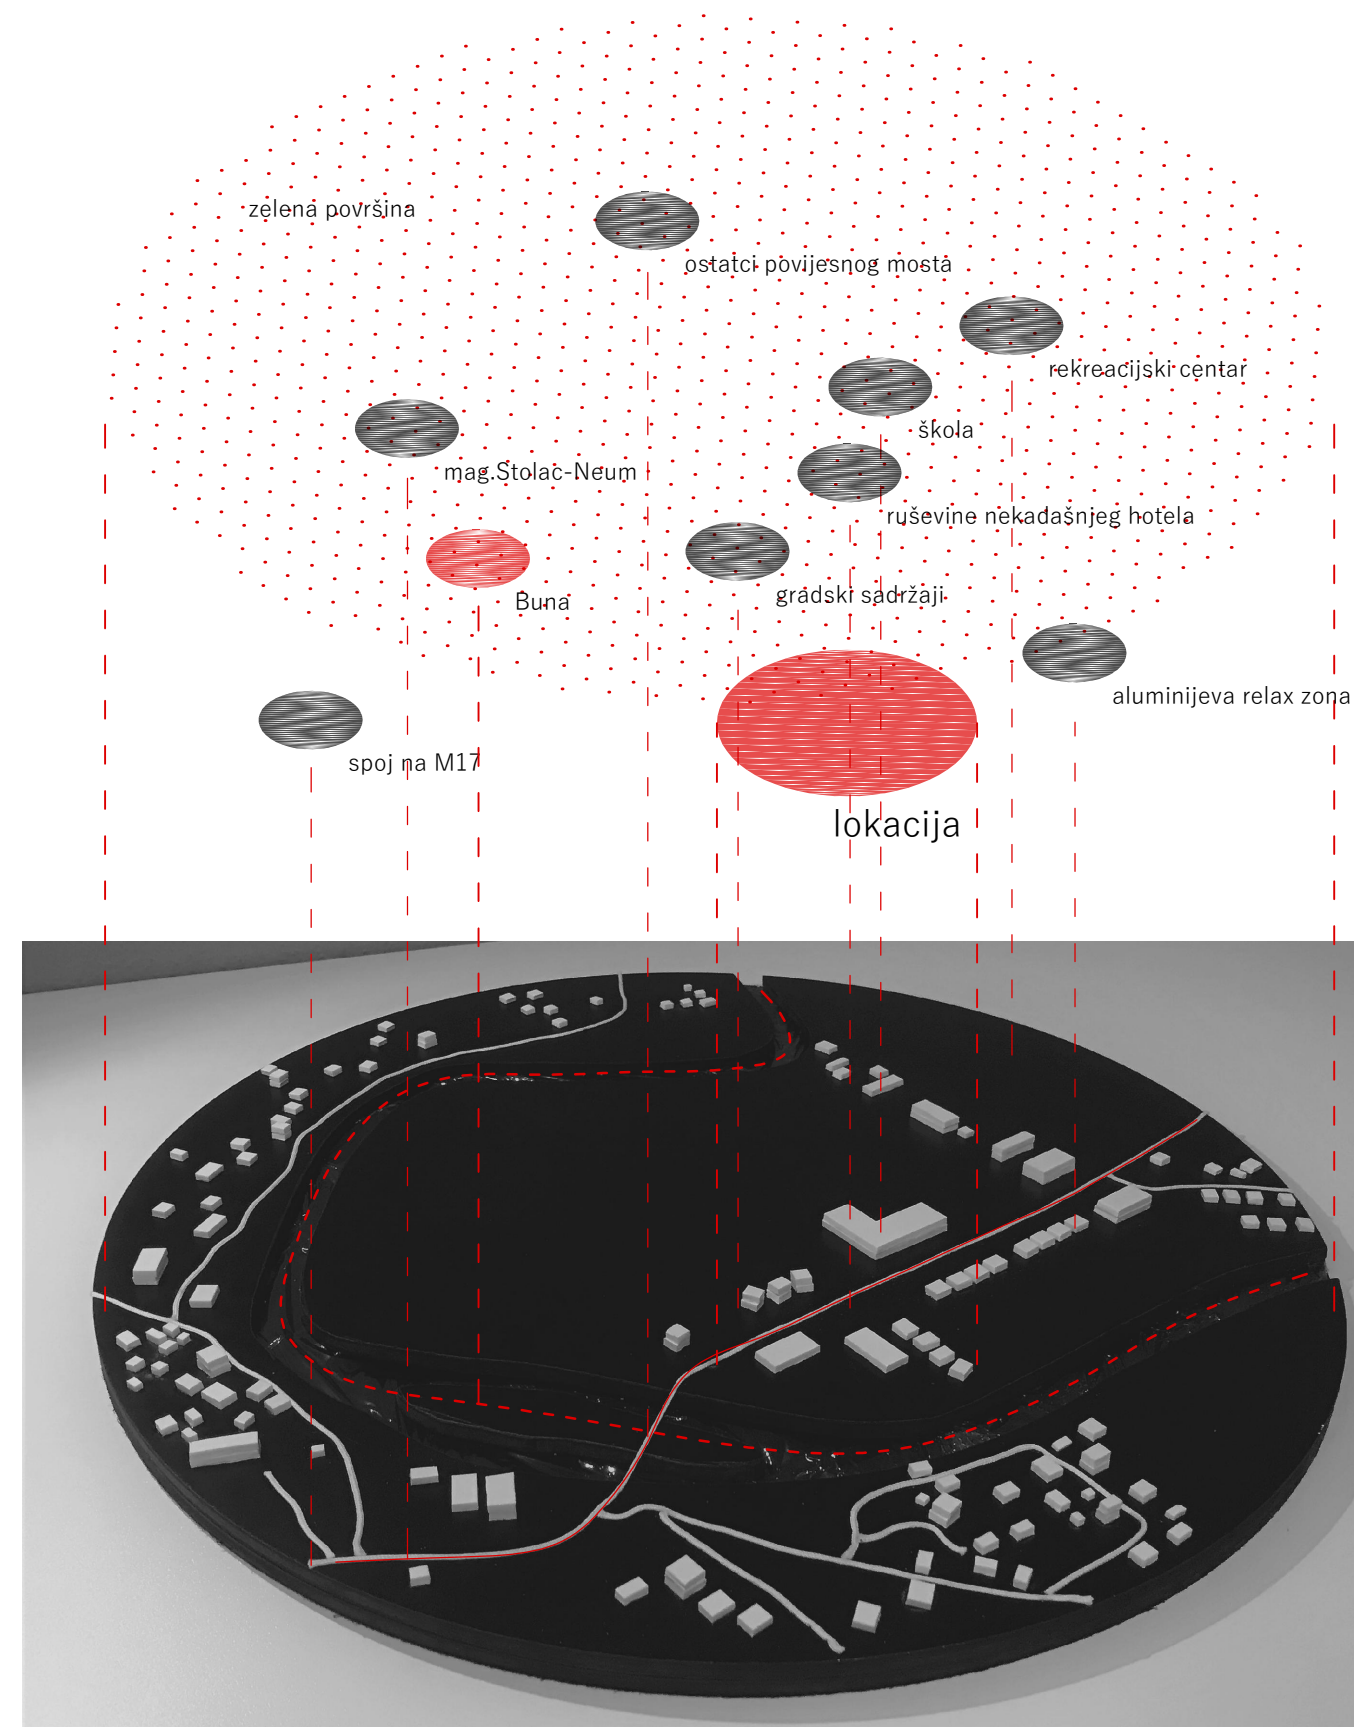 zelena površina
ostatci povijesnog mosta
rekreacijski centar
škola
mag.Stolac-Neum
ruševine nekadašnjeg hotela
gradski sadržaji
Buna
aluminijeva relax zona
spoj na M17
lokacija